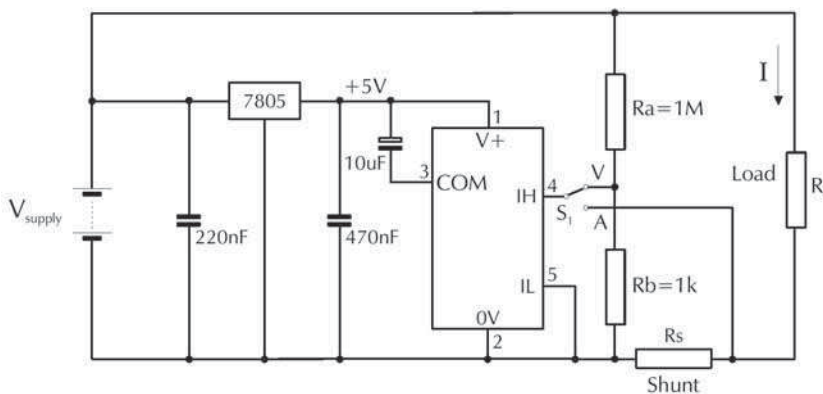 I
7805
+5V
1
V+
Ra=1M
10uF
3
COM
4
IH
V
S1
A
Load
R
Vsupply
220nF
470nF
5
IL
Rb=1k
0V
2
Rs
Shunt